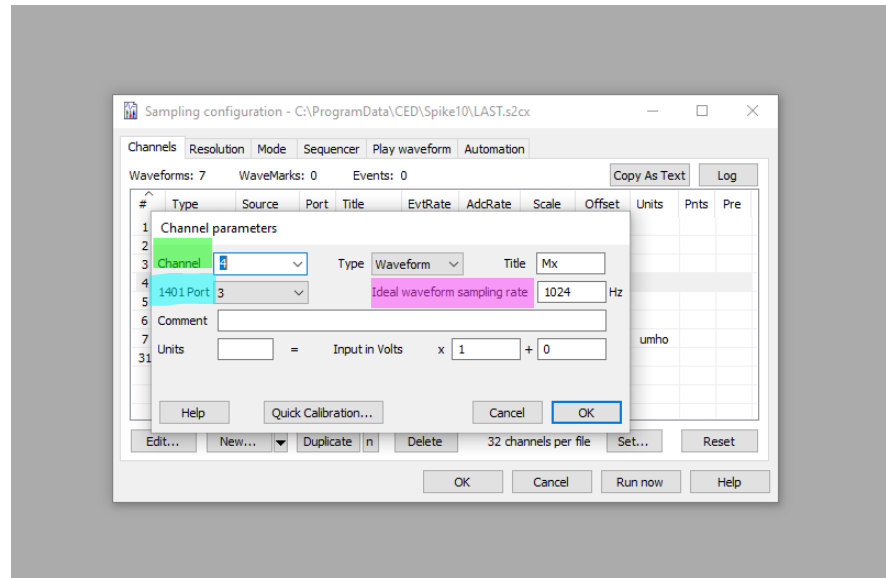 Sampling configuration - C:\ProgramData\CED\Spike10\LAST.s2cx
Channels Resolution Mode Sequencer Play waveform Automation
Waveforms: 7 WaveMarks: 0 Events: 0 Copy As Text Log
# Type Source Port Title EvtRate AdcRate Scale Offset Units Pnts Pre
1 Channel parameters
2
3 Channel 4 Type Waveform Title Mx
4
5 1401 Port 3 Ideal waveform sampling rate 1024 Hz
6 Comment
7 umho
31 Units = Input in Volts x 1 + 0
Help Quick Calibration... Cancel OK
Edit... New... Duplicate n Delete 32 channels per file Set... Reset
OK Cancel Run now Help